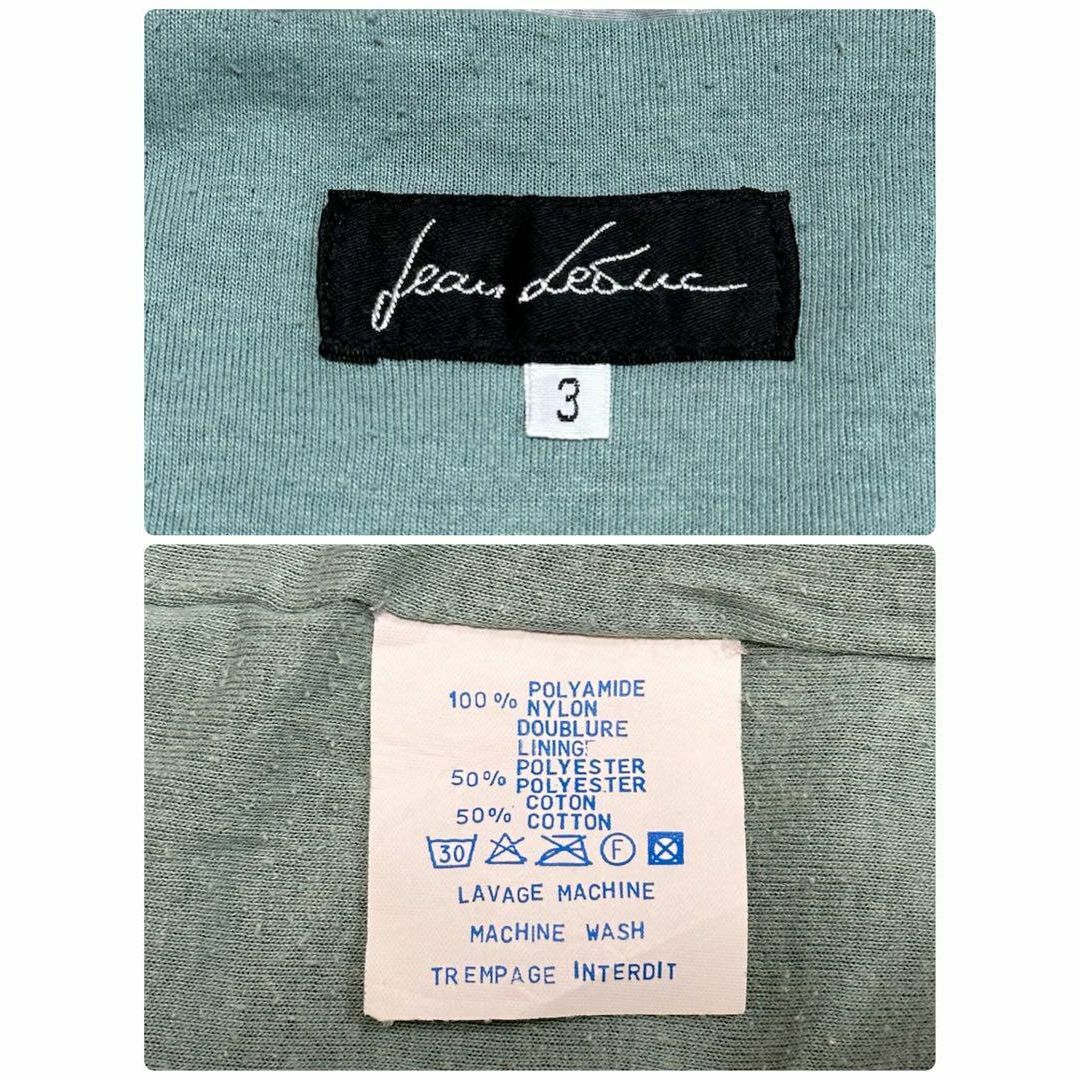 Jean Leduc
3
100% POLYAMIDE
NYLON
DOUBLURE
LINING
50% POLYESTER
POLYESTER
COTON
50% COTTON
30 F
LAVAGE MACHINE
MACHINE WASH
TREMPAGE INTERDIT